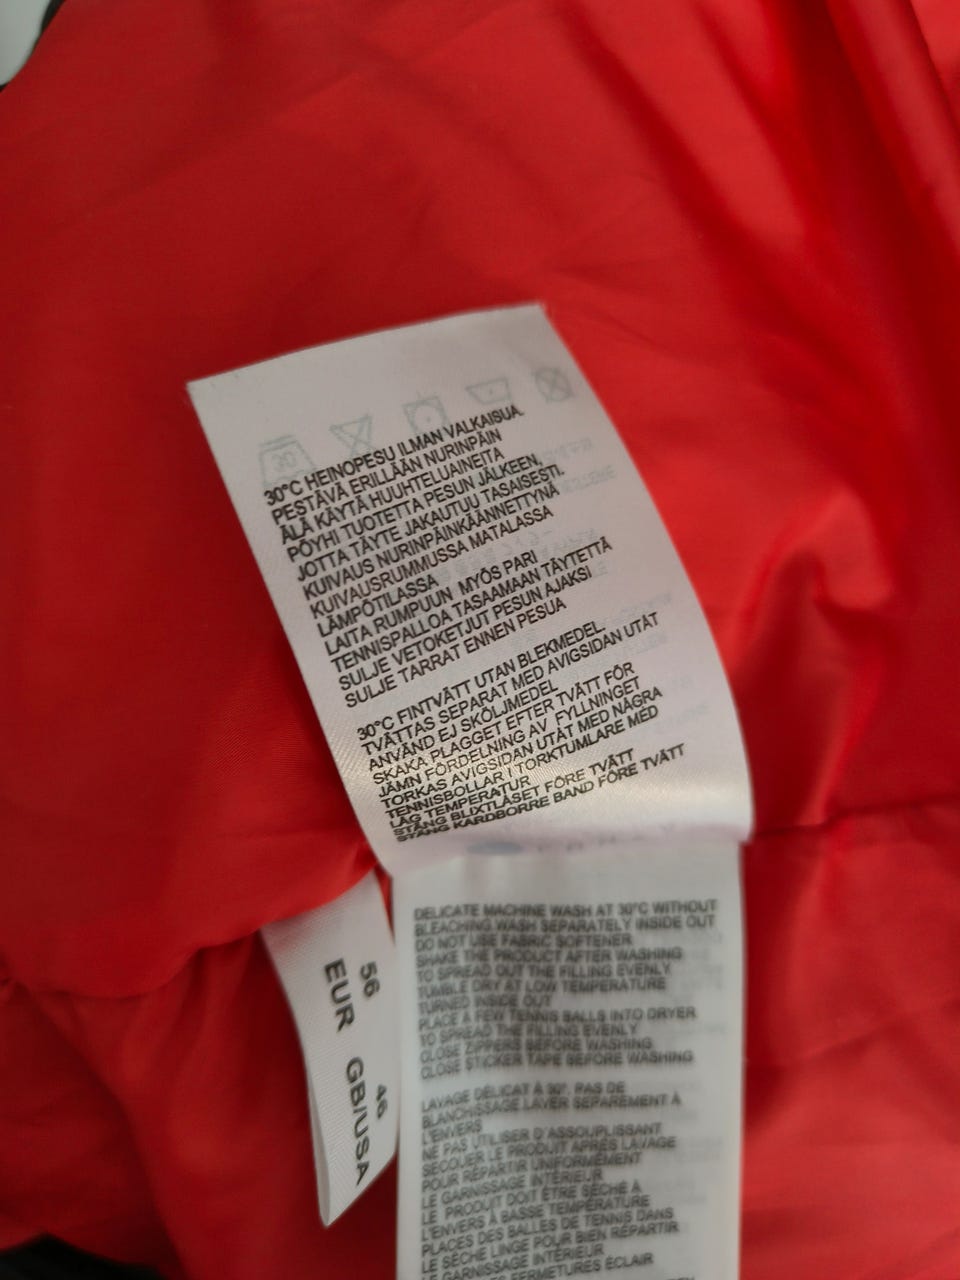 30
30°C HEINOPESU ILMAN VALKAISUA.
PESTÄVÄ ERILLÄÄN NURINPÄIN
ÄLÄ KÄYTÄ HUUHTELUAINEITA
PÖYHI TUOTETTA PESUN JÄLKEEN,
JOTTA TÄYTE JAKAUTUU TASAISESTI.
KUIVAUS NURINPÄINKÄÄNNETTYNÄ
KUIVAUSRUMMUSSA MATALASSA
LÄMPÖTILASSA
LAITA RUMPUUN MYÖS PARI
TENNISPALLOA TASAAMAAN TÄYTETTÄ
SULJE VETOKETJUT PESUN AJAKSI
SULJE TARRAT ENNEN PESUA
30°C FINTVÄTT UTAN BLEKMEDEL.
TVÄTTAS SEPARAT MED AVIGSIDAN UTÅT
ANVÄND EJ SKÖLJMEDEL
SKAKA PLAGGET EFTER TVÄTT FÖR
JÄMN FÖRDELNING AV FYLLNINGET
TORKAS AVIGSIDAN UTÅT MED NÅGRA
TENNISBOLLAR I TORKTUMLARE MED
LÅG TEMPERATUR
STÄNG BLIXTLÅSET FÖRE TVÄTT
STÄNG KARDBORRE BAND FÖRE TVÄTT
DELICATE MACHINE WASH AT 30°C WITHOUT
BLEACHING.WASH SEPARATELY INSIDE OUT
DO NOT USE FABRIC SOFTENER
SHAKE THE PRODUCT AFTER WASHING
TO SPREAD OUT THE FILLING EVENLY.
TUMBLE DRY AT LOW TEMPERATURE
TURNED INSIDE OUT
PLACE A FEW TENNIS BALLS INTO DRYER
TO SPREAD THE FILLING EVENLY
CLOSE ZIPPERS BEFORE WASHING.
CLOSE STICKER TAPE BEFORE WASHING
LAVAGE DÉLICAT À 30°. PAS DE
BLANCHISSAGE.LAVER SÉPARÉMENT À
L'ENVERS
NE PAS UTILISER D'ASSOUPLISSANT
SECOUER LE PRODUIT APRÈS LAVAGE
POUR RÉPARTIR UNIFORMÉMENT
LE GARNISSAGE INTÉRIEUR
LE PRODUIT DOIT ÊTRE SÉCHÉ À
L'ENVERS À BASSE TEMPÉRATURE
PLACES DES BALLES DE TENNIS DANS
LE SÈCHE LINGE POUR BIEN RÉPARTIR
LE GARNISSAGE INTÉRIEUR
FERMETURES ÉCLAIR
56
EUR
46
GB/USA